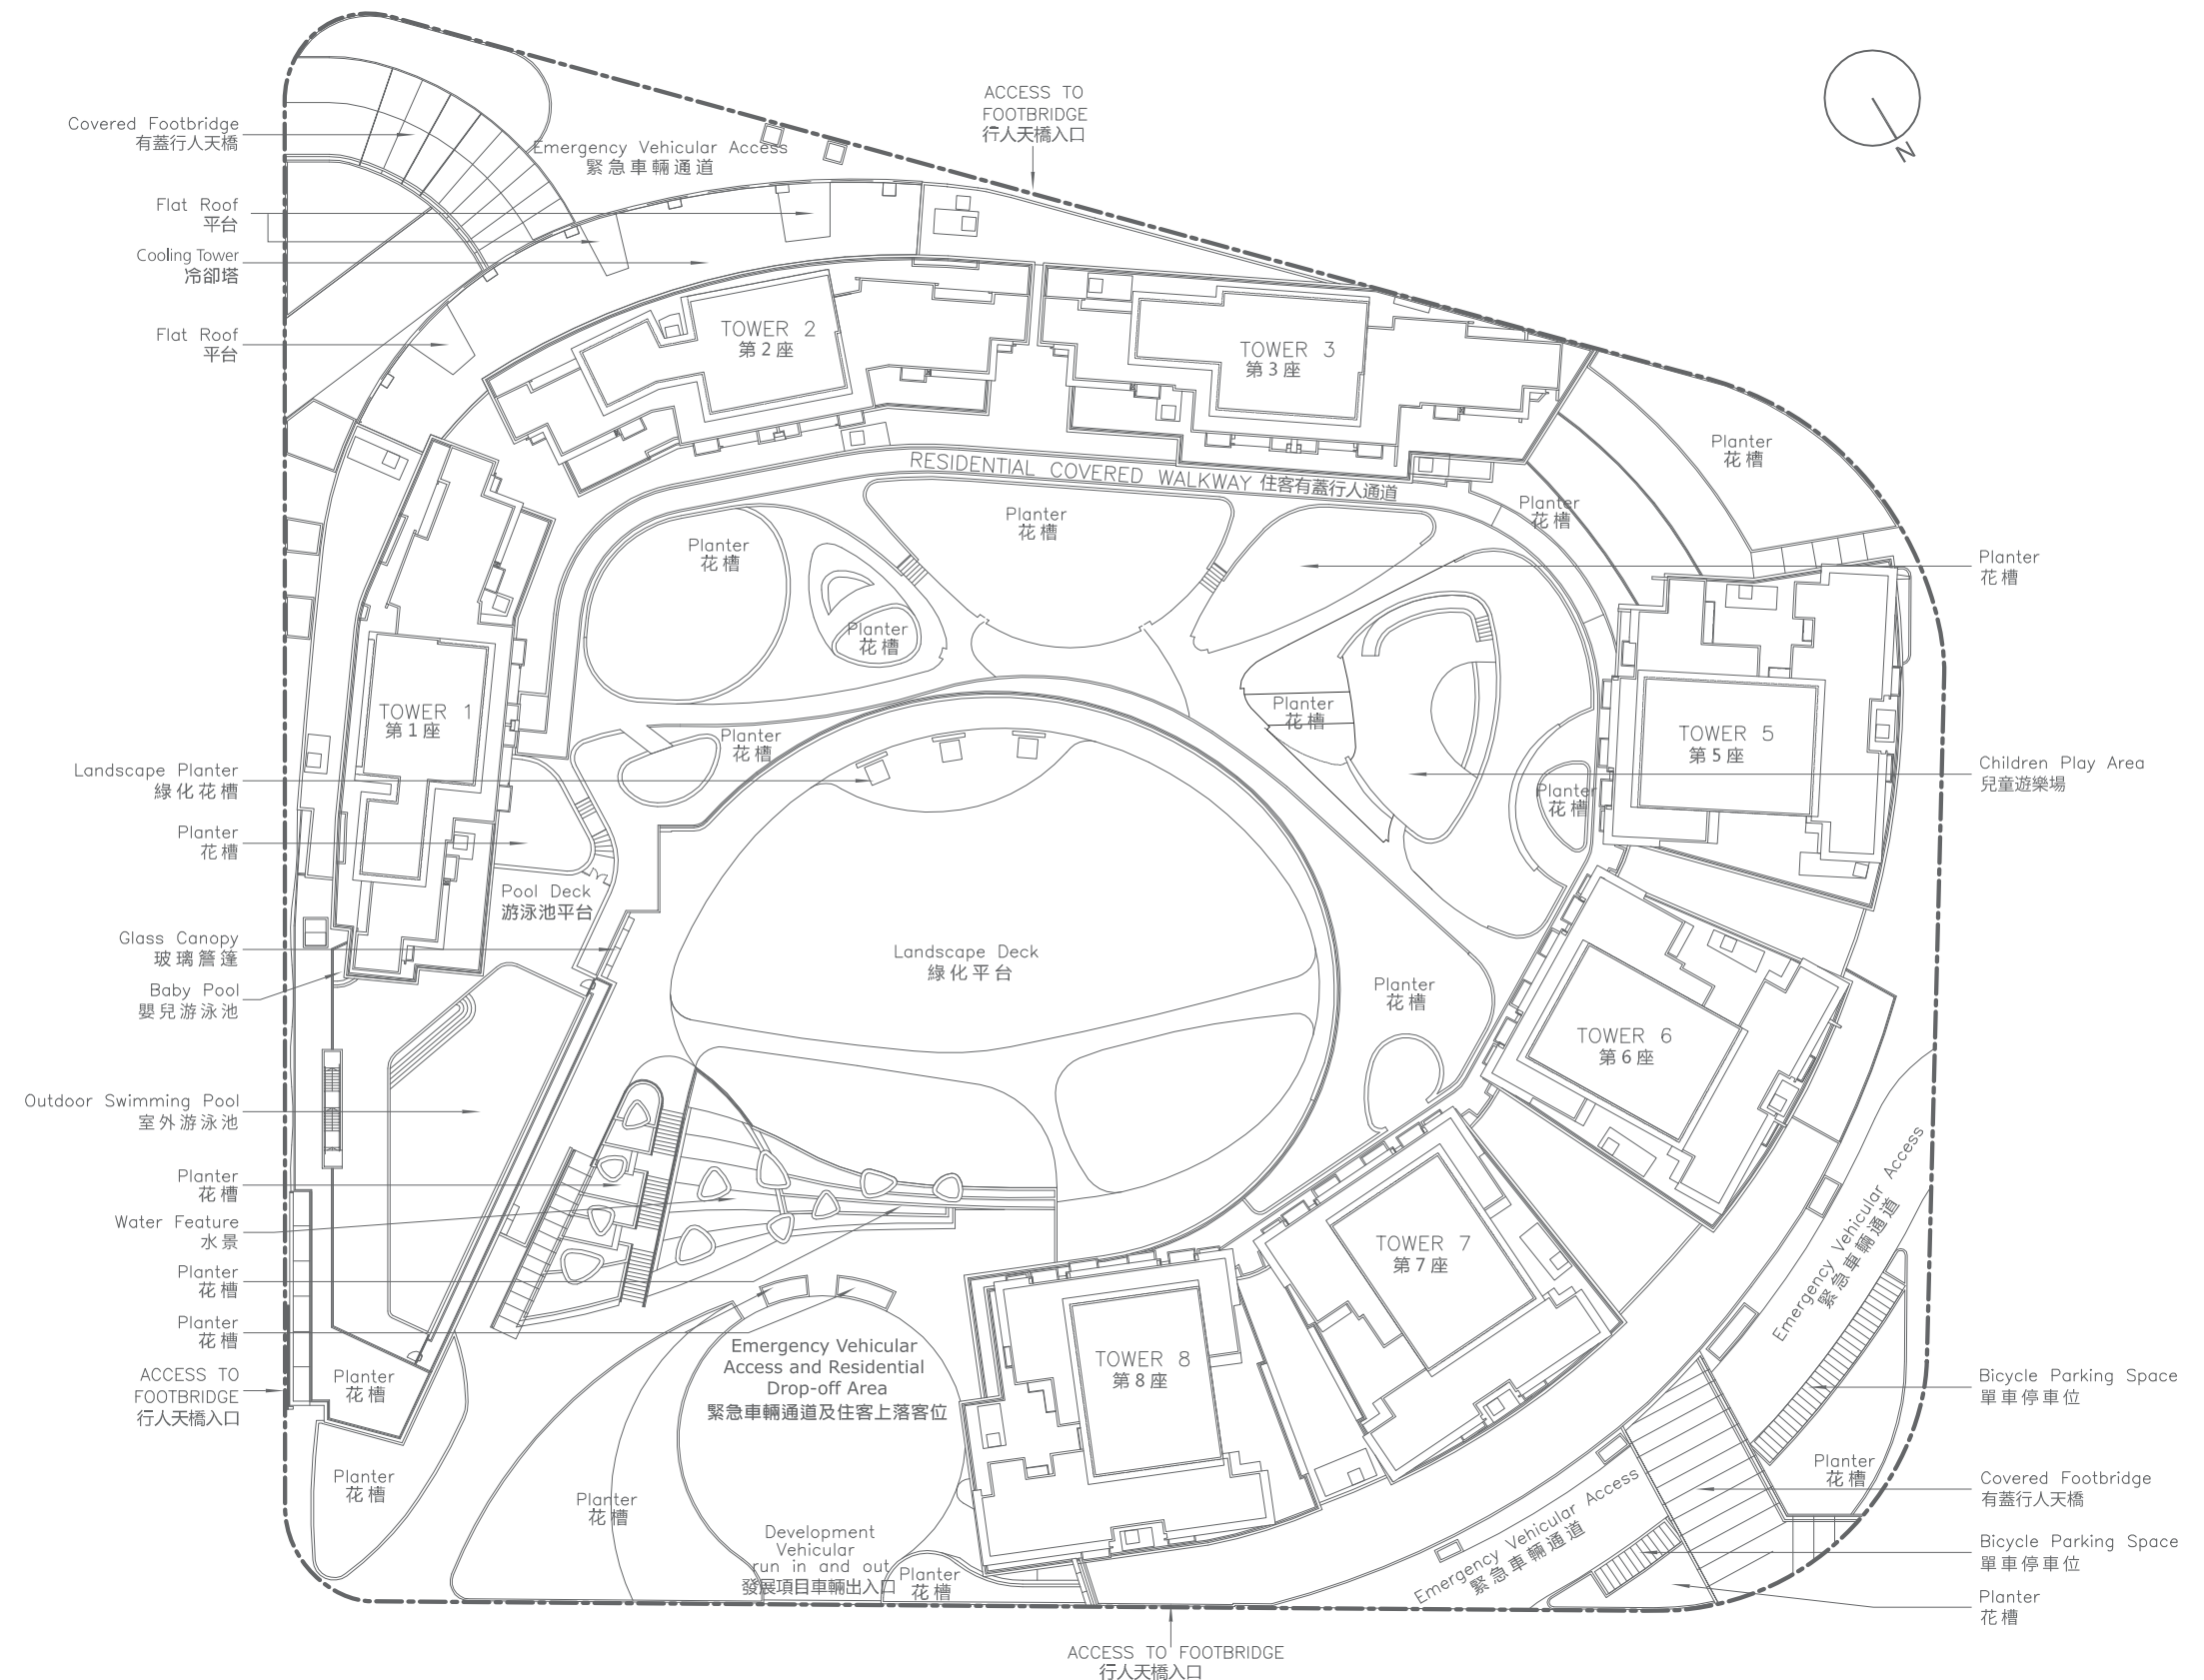 ACCESS TO
FOOTBRIDGE
行人天橋入口
N
Covered Footbridge
有蓋行人天橋
Emergency Vehicular Access
緊急車輛通道
Flat Roof
平台
Cooling Tower
冷卻塔
Flat Roof
平台
TOWER 2
第2座
TOWER 3
第3座
Planter
花槽
RESIDENTIAL COVERED WALKWAY 住客有蓋行人通道
Planter
花槽
Planter
花槽
Planter
花槽
Planter
花槽
Planter
花槽
TOWER 1
第1座
Planter
花槽
Planter
花槽
TOWER 5
第5座
Landscape Planter
綠化花槽
Children Play Area
兒童遊樂場
Planter
花槽
Planter
花槽
Pool Deck
游泳池平台
Glass Canopy
玻璃簷篷
Landscape Deck
綠化平台
Baby Pool
嬰兒游泳池
Planter
花槽
TOWER 6
第6座
Outdoor Swimming Pool
室外游泳池
Emergency Vehicular Access
緊急車輛通道
Planter
花槽
Water Feature
水景
TOWER 7
第7座
Planter
花槽
Planter
花槽
Emergency Vehicular
Access and Residential
Drop-off Area
緊急車輛通道及住客上落客位
TOWER 8
第8座
ACCESS TO
FOOTBRIDGE
行人天橋入口
Planter
花槽
Bicycle Parking Space
單車停車位
Planter
花槽
Planter
花槽
Planter
花槽
Covered Footbridge
有蓋行人天橋
Emergency Vehicular Access
緊急車輛通道
Development
Vehicular
run in and out
發展項目車輛出入口
Planter
花槽
Bicycle Parking Space
單車停車位
Planter
花槽
ACCESS TO FOOTBRIDGE
行人天橋入口